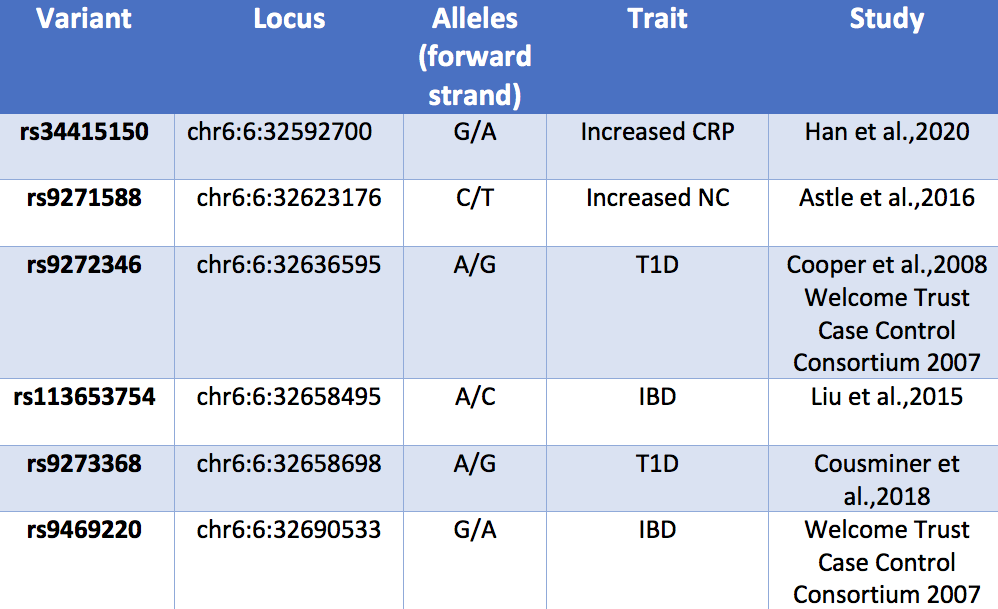 Variant Locus Alleles (forward strand) Trait Study
rs34415150 chr6:6:32592700 G/A Increased CRP Han et al.,2020
rs9271588 chr6:6:32623176 C/T Increased NC Astle et al.,2016
rs9272346 chr6:6:32636595 A/G T1D Cooper et al.,2008
Welcome Trust
Case Control
Consortium 2007
rs113653754 chr6:6:32658495 A/C IBD Liu et al.,2015
rs9273368 chr6:6:32658698 A/G T1D Cousminer et
al.,2018
rs9469220 chr6:6:32690533 G/A IBD Welcome Trust
Case Control
Consortium 2007